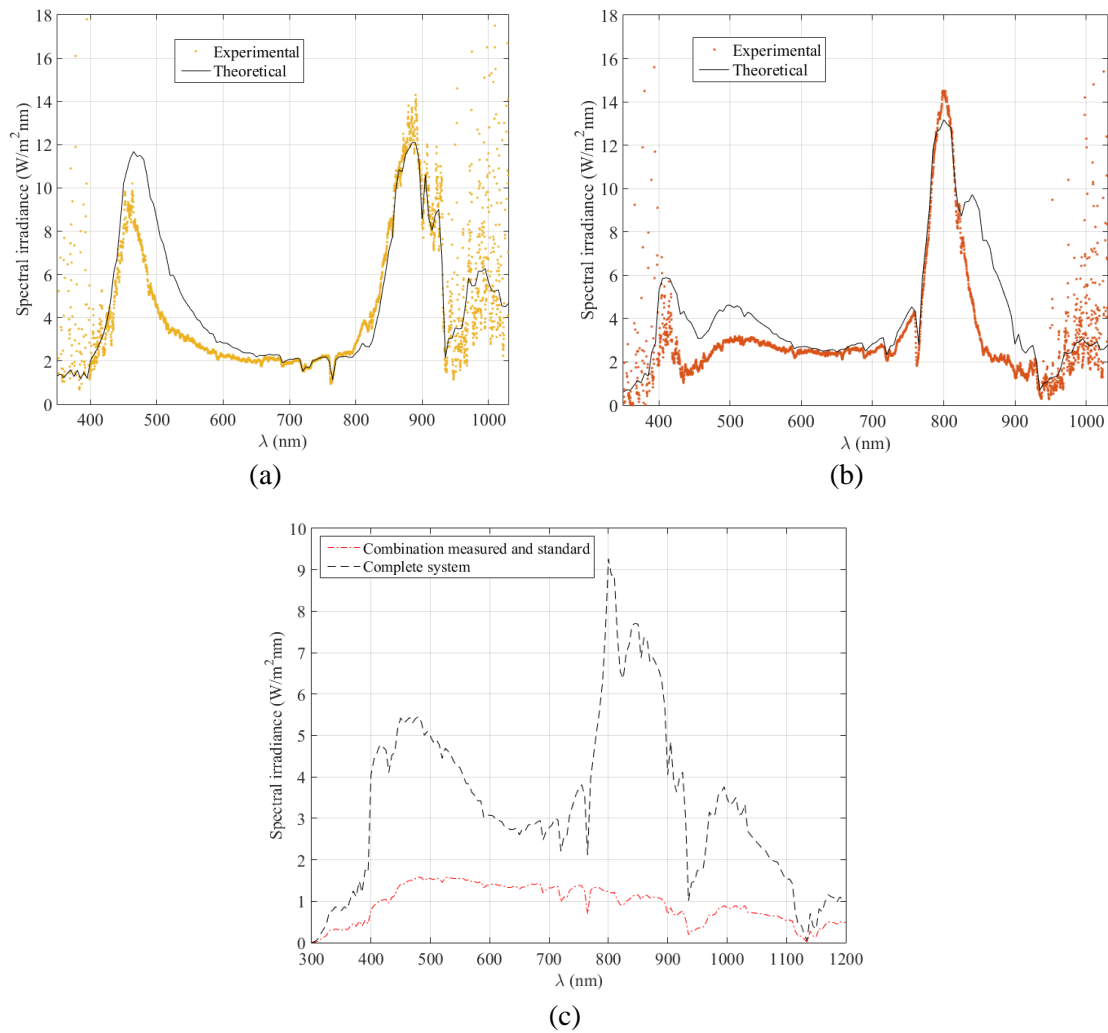 18
16
14
12
10
8
6
4
2
0
Spectral irradiance (W/m²nm)
Experimental
Theoretical
400 500 600 700 800 900 1000
λ (nm)
(a)
18
16
14
12
10
8
6
4
2
0
Spectral irradiance (W/m²nm)
Experimental
Theoretical
400 500 600 700 800 900 1000
λ (nm)
(b)
10
9
8
7
6
5
4
3
2
1
0
Spectral irradiance (W/m²nm)
Combination measured and standard
Complete system
300 400 500 600 700 800 900 1000 1100 1200
λ (nm)
(c)